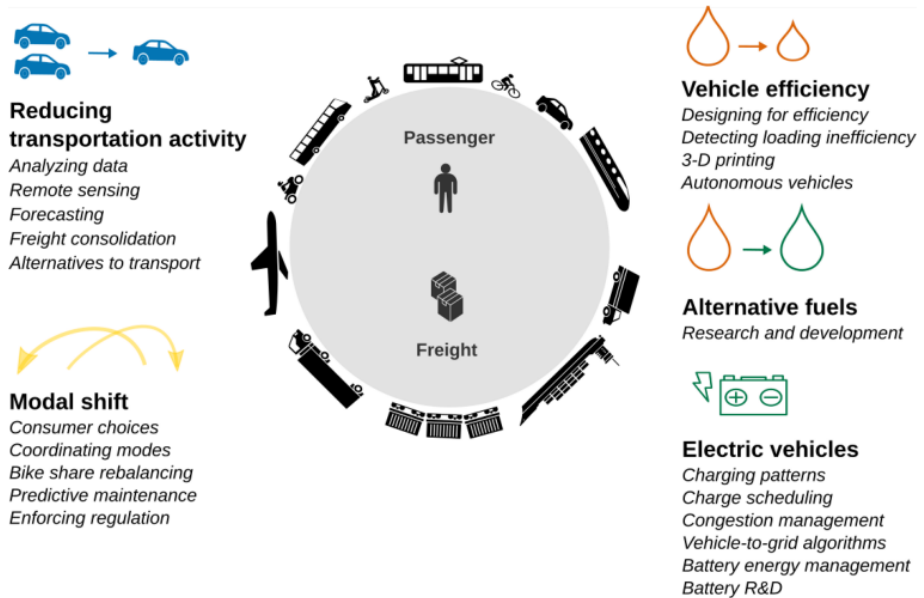 Reducing
transportation activity
Analyzing data
Remote sensing
Forecasting
Freight consolidation
Alternatives to transport
Modal shift
Consumer choices
Coordinating modes
Bike share rebalancing
Predictive maintenance
Enforcing regulation
Passenger
Freight
Vehicle efficiency
Designing for efficiency
Detecting loading inefficiency
3-D printing
Autonomous vehicles
Alternative fuels
Research and development
Electric vehicles
Charging patterns
Charge scheduling
Congestion management
Vehicle-to-grid algorithms
Battery energy management
Battery R&D